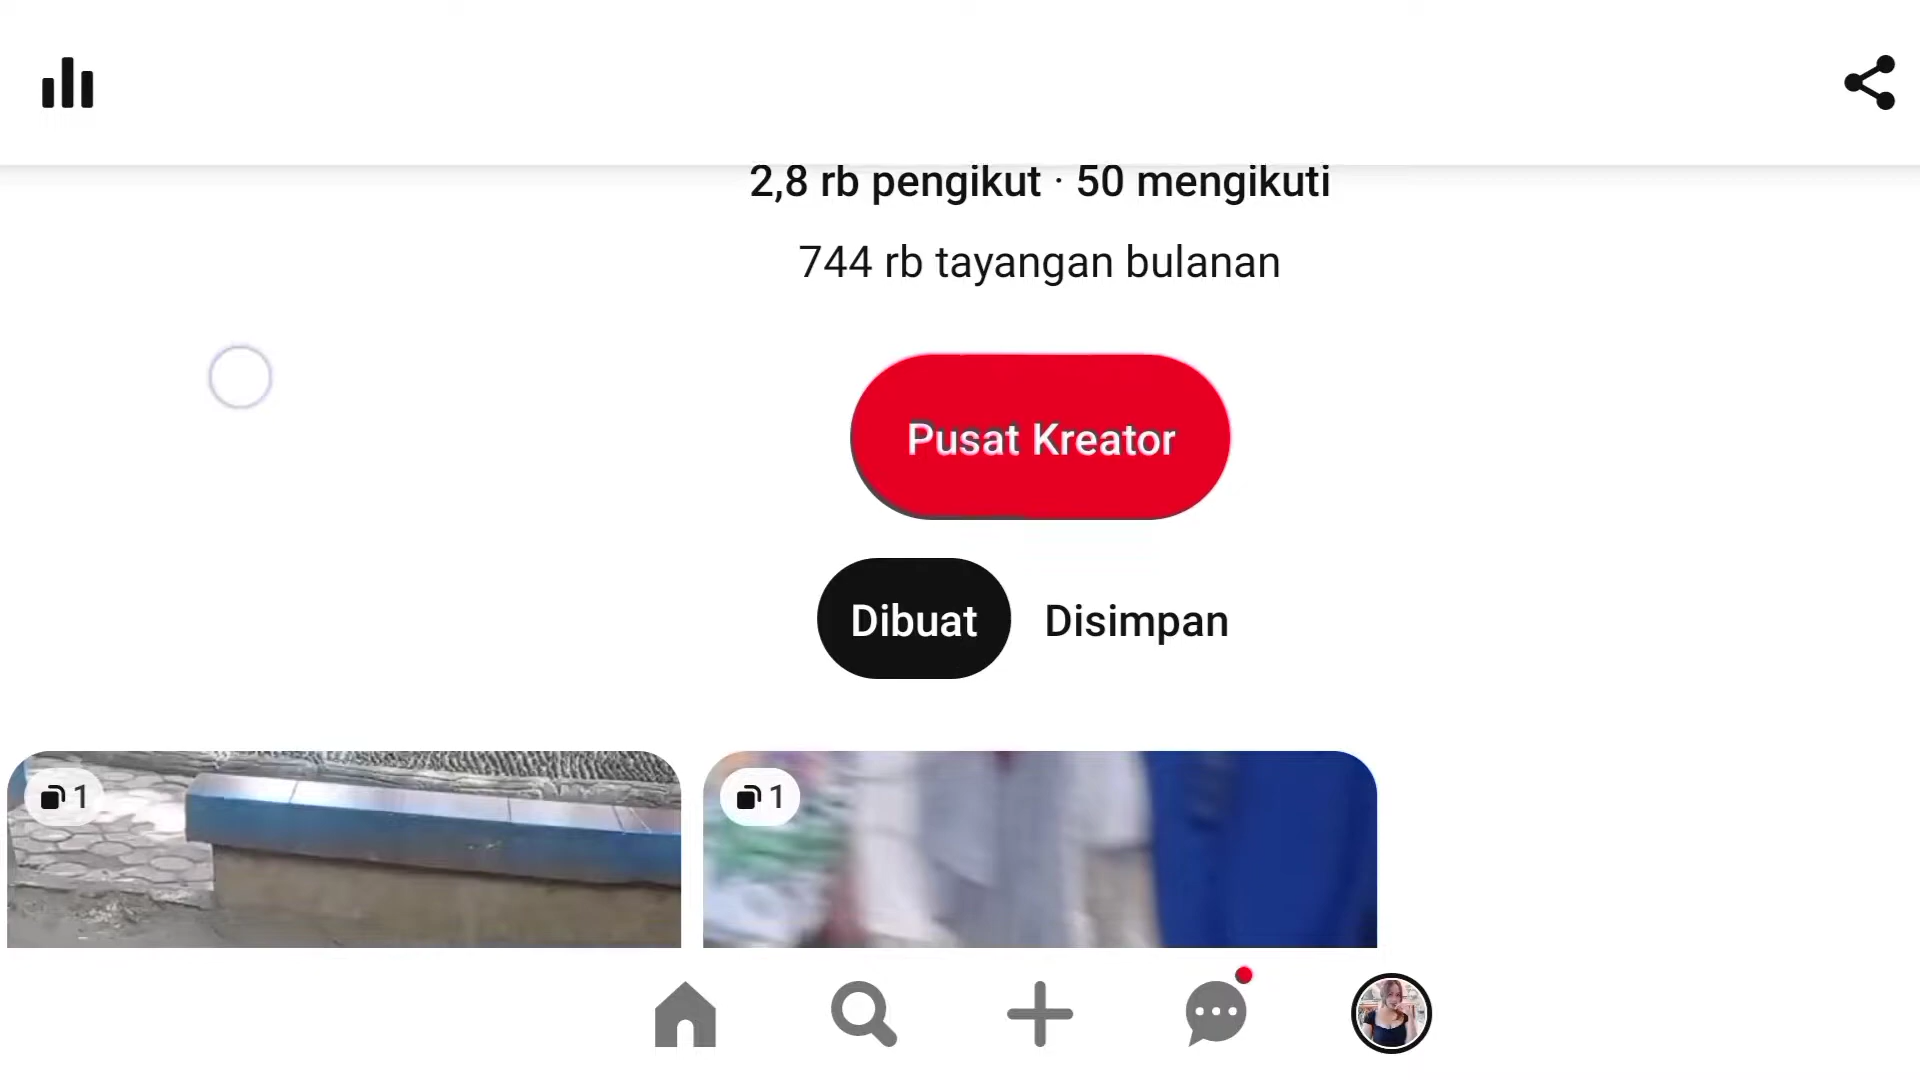 2,8 rb pengikut · 50 mengikuti
744 rb tayangan bulanan
Pusat Kreator
Dibuat Disimpan
1 1